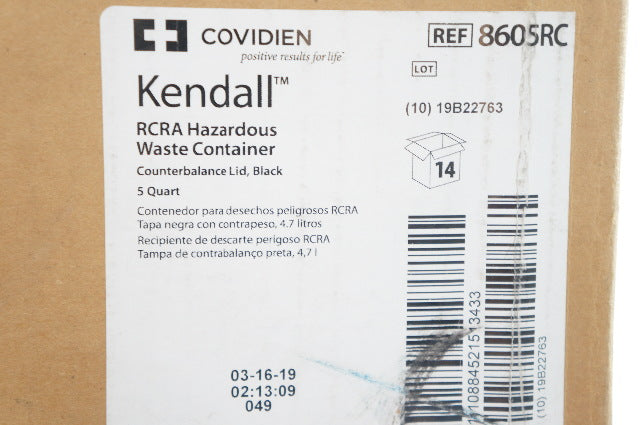 COVIDIEN
positive results for life™
REF 8605RC
Kendall™
LOT
(10) 19B22763
RCRA Hazardous
Waste Container
Counterbalance Lid, Black
5 Quart
14
Contenedor para desechos peligrosos RCRA
Tapa negra con contrapeso, 4.7 litros
Recipiente de descarte perigoso RCRA
Tampa de contrabalanço preta, 4,7 l
03-16-19
02:13:09
049
(10) 19B22763